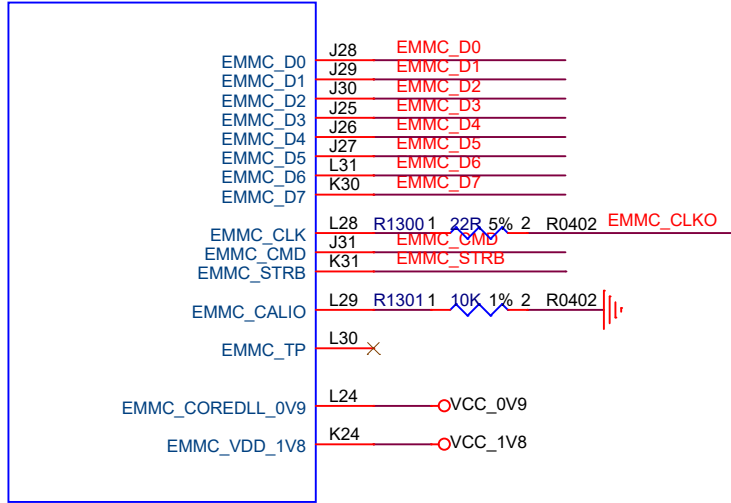 EMMC_D0 J28 EMMC_D0
EMMC_D1 J29 EMMC_D1
EMMC_D2 J30 EMMC_D2
EMMC_D3 J25 EMMC_D3
EMMC_D4 J26 EMMC_D4
EMMC_D5 J27 EMMC_D5
EMMC_D6 L31 EMMC_D6
EMMC_D7 K30 EMMC_D7
EMMC_CLK L28 R1300 1 22R 5% 2 R0402 EMMC_CLKO
EMMC_CMD J31 EMMC_CMD
EMMC_STRB K31 EMMC_STRB
EMMC_CALIO L29 R1301 1 10K 1% 2 R0402
EMMC_TP L30
EMMC_COREDLL_0V9 L24 VCC_0V9
EMMC_VDD_1V8 K24 VCC_1V8